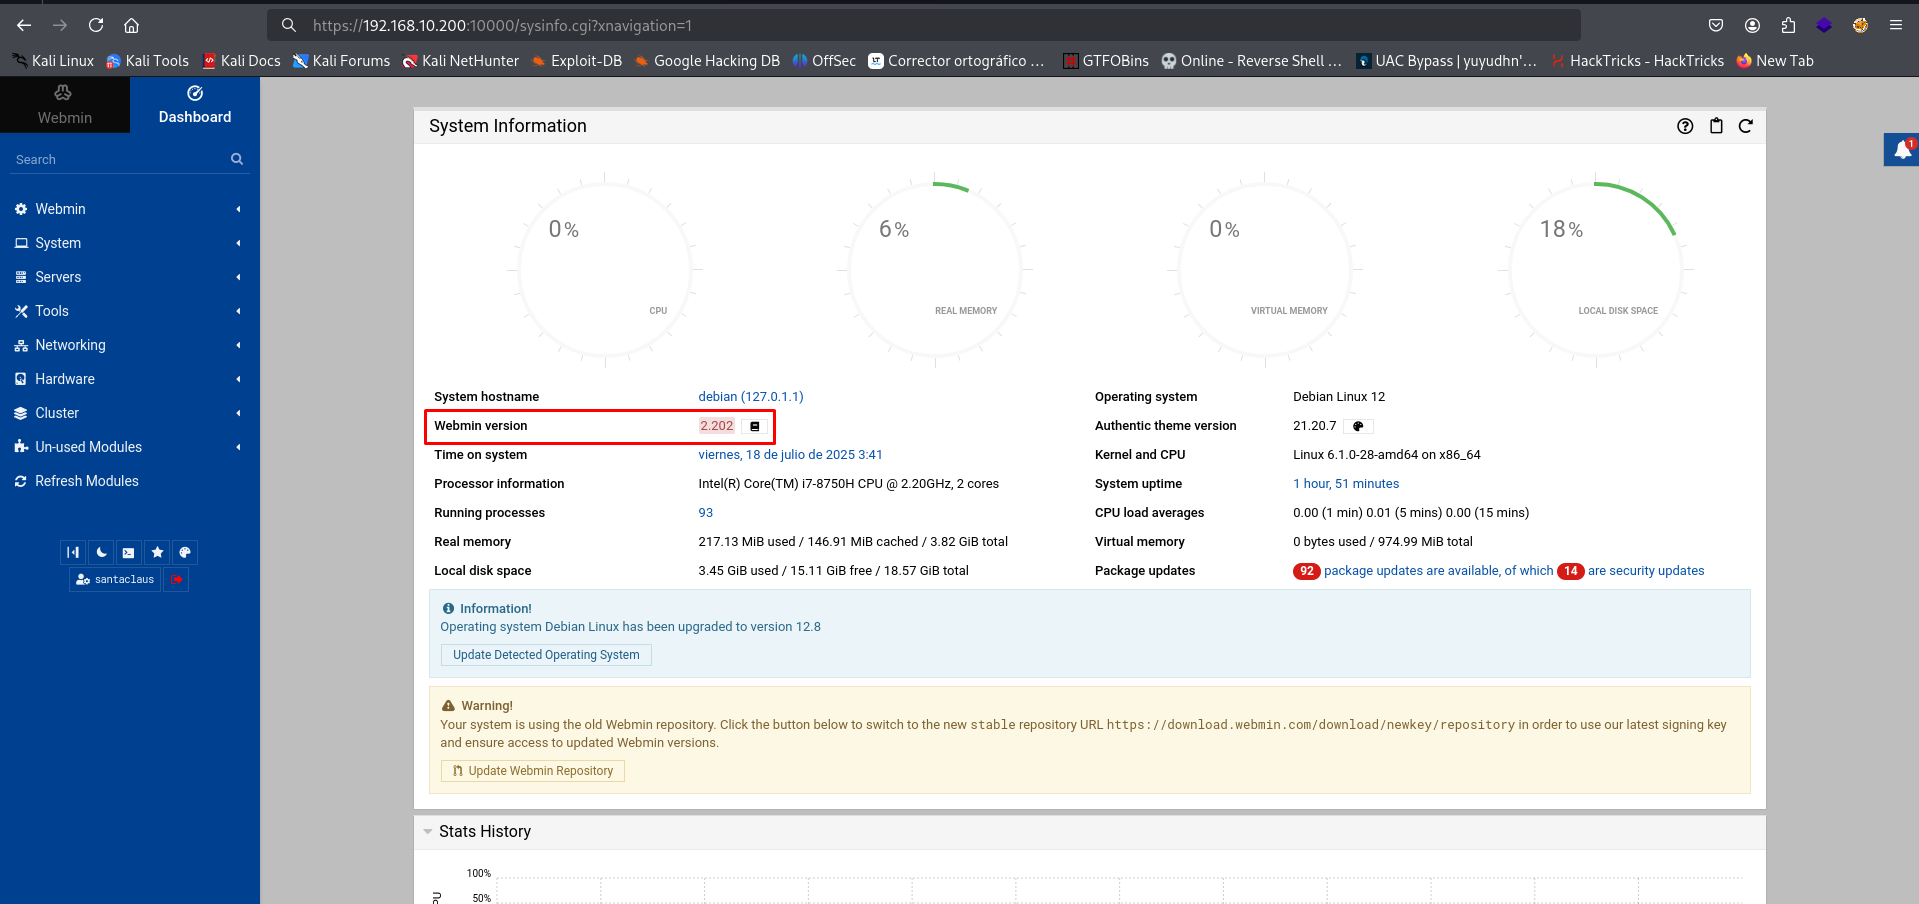 https://192.168.10.200:10000/sysinfo.cgi?xnavigation=1
Kali Linux Kali Tools Kali Docs Kali Forums Kali NetHunter Exploit-DB Google Hacking DB OffSec Corrector ortográfico ... GTFOBins Online - Reverse Shell ... UAC Bypass | yuyudhn'... HackTricks - HackTricks New Tab
Webmin
Dashboard
Search
Webmin
System
Servers
Tools
Networking
Hardware
Cluster
Un-used Modules
Refresh Modules
santaclaus
System Information
1
0%
CPU
6%
REAL MEMORY
0%
VIRTUAL MEMORY
18%
LOCAL DISK SPACE
System hostname debian (127.0.1.1) Operating system Debian Linux 12
Webmin version 2.202 Authentic theme version 21.20.7
Time on system viernes, 18 de julio de 2025 3:41 Kernel and CPU Linux 6.1.0-28-amd64 on x86_64
Processor information Intel(R) Core(TM) i7-8750H CPU @ 2.20GHz, 2 cores System uptime 1 hour, 51 minutes
Running processes 93 CPU load averages 0.00 (1 min) 0.01 (5 mins) 0.00 (15 mins)
Real memory 217.13 MiB used / 146.91 MiB cached / 3.82 GiB total Virtual memory 0 bytes used / 974.99 MiB total
Local disk space 3.45 GiB used / 15.11 GiB free / 18.57 GiB total Package updates 92 package updates are available, of which 14 are security updates
Information!
Operating system Debian Linux has been upgraded to version 12.8
Update Detected Operating System
Warning!
Your system is using the old Webmin repository. Click the button below to switch to the new stable repository URL https://download.webmin.com/download/newkey/repository in order to use our latest signing key
and ensure access to updated Webmin versions.
Update Webmin Repository
Stats History
100%
50%